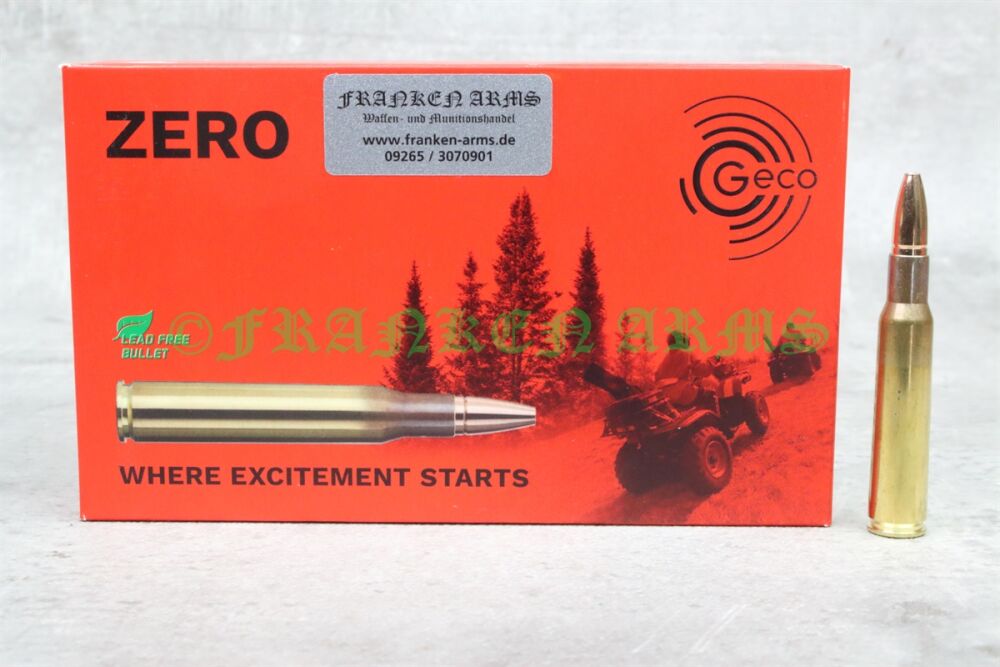 ZERO
FRANKEN ARMS
Waffen- und Munitionshandel
www.franken-arms.de
09265 / 3070901
Geco
LEAD FREE
BULLET
©FRANKEN ARMS
WHERE EXCITEMENT STARTS